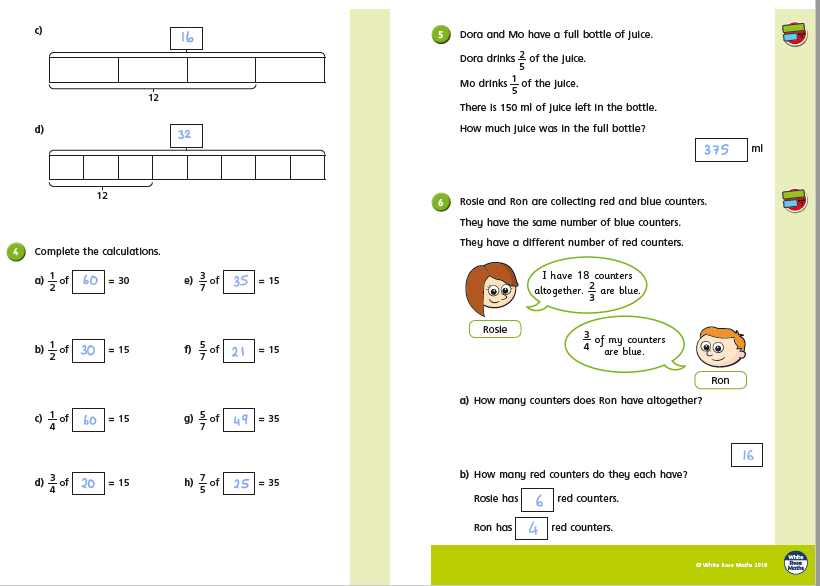 c)
16
12
d)
32
12
4 Complete the calculations.
a) 1/2 of 60 = 30
e) 3/7 of 35 = 15
b) 1/2 of 30 = 15
f) 5/7 of 21 = 15
c) 1/4 of 60 = 15
g) 5/7 of 49 = 35
d) 3/4 of 20 = 15
h) 7/5 of 25 = 35
5 Dora and Mo have a full bottle of juice.
Dora drinks 2/5 of the juice.
Mo drinks 1/5 of the juice.
There is 150 ml of juice left in the bottle.
How much juice was in the full bottle?
375 ml
6 Rosie and Ron are collecting red and blue counters.
They have the same number of blue counters.
They have a different number of red counters.
I have 18 counters
altogether. 2/3 are blue.
Rosie
3/4 of my counters
are blue.
Ron
a) How many counters does Ron have altogether?
16
b) How many red counters do they each have?
Rosie has 6 red counters.
Ron has 4 red counters.
© White Rose Maths 2019
White
Rose
Maths